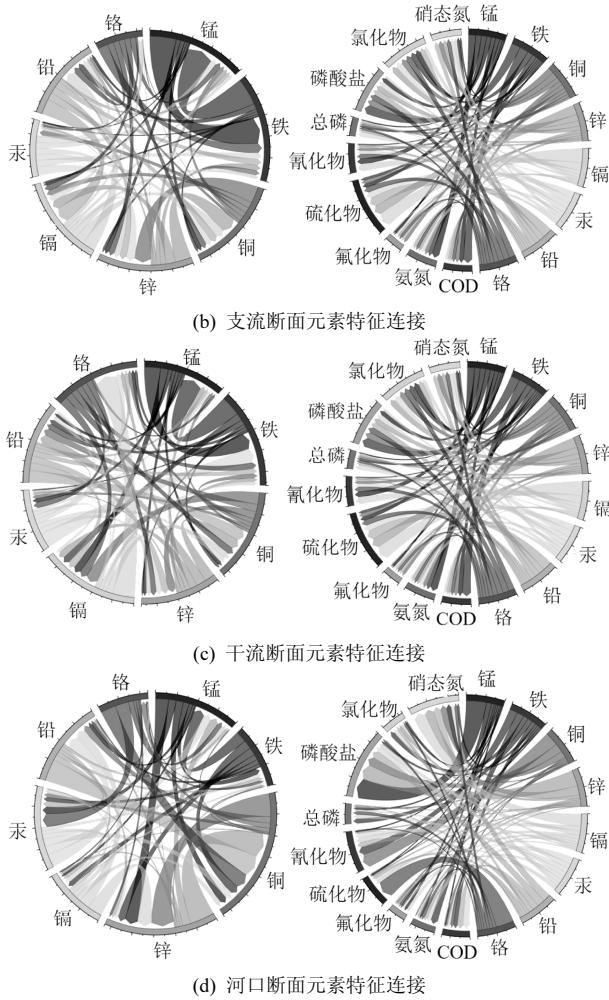 铬 锰
铅 铁
汞
镉 铜
锌
硝态氮 锰
氯化物 铁
磷酸盐 铜
总磷 锌
氰化物 镉
硫化物 汞
氟化物 铅
氨氮 COD 铬
(b) 支流断面元素特征连接
铬 锰
铅 铁
汞 铜
镉 锌
硝态氮 锰
氯化物 铁
磷酸盐 铜
总磷 锌
氰化物 镉
硫化物 汞
氟化物 铅
氨氮 COD 铬
(c) 干流断面元素特征连接
铬 锰
铅 铁
汞
镉 铜
锌
硝态氮 锰
氯化物 铁
磷酸盐 铜
总磷 锌
氰化物 镉
硫化物 汞
氟化物 铅
氨氮 COD 铬
(d) 河口断面元素特征连接